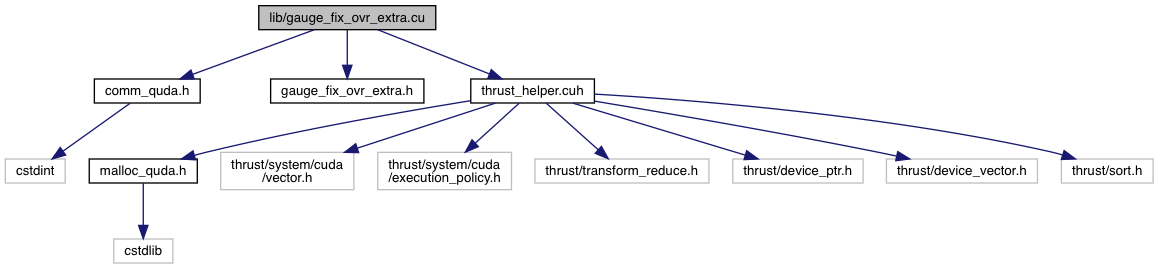 lib/gauge_fix_ovr_extra.cu
comm_quda.h
gauge_fix_ovr_extra.h
thrust_helper.cuh
cstdint
malloc_quda.h
thrust/system/cuda
/vector.h
thrust/system/cuda
/execution_policy.h
thrust/transform_reduce.h
thrust/device_ptr.h
thrust/device_vector.h
thrust/sort.h
cstdlib